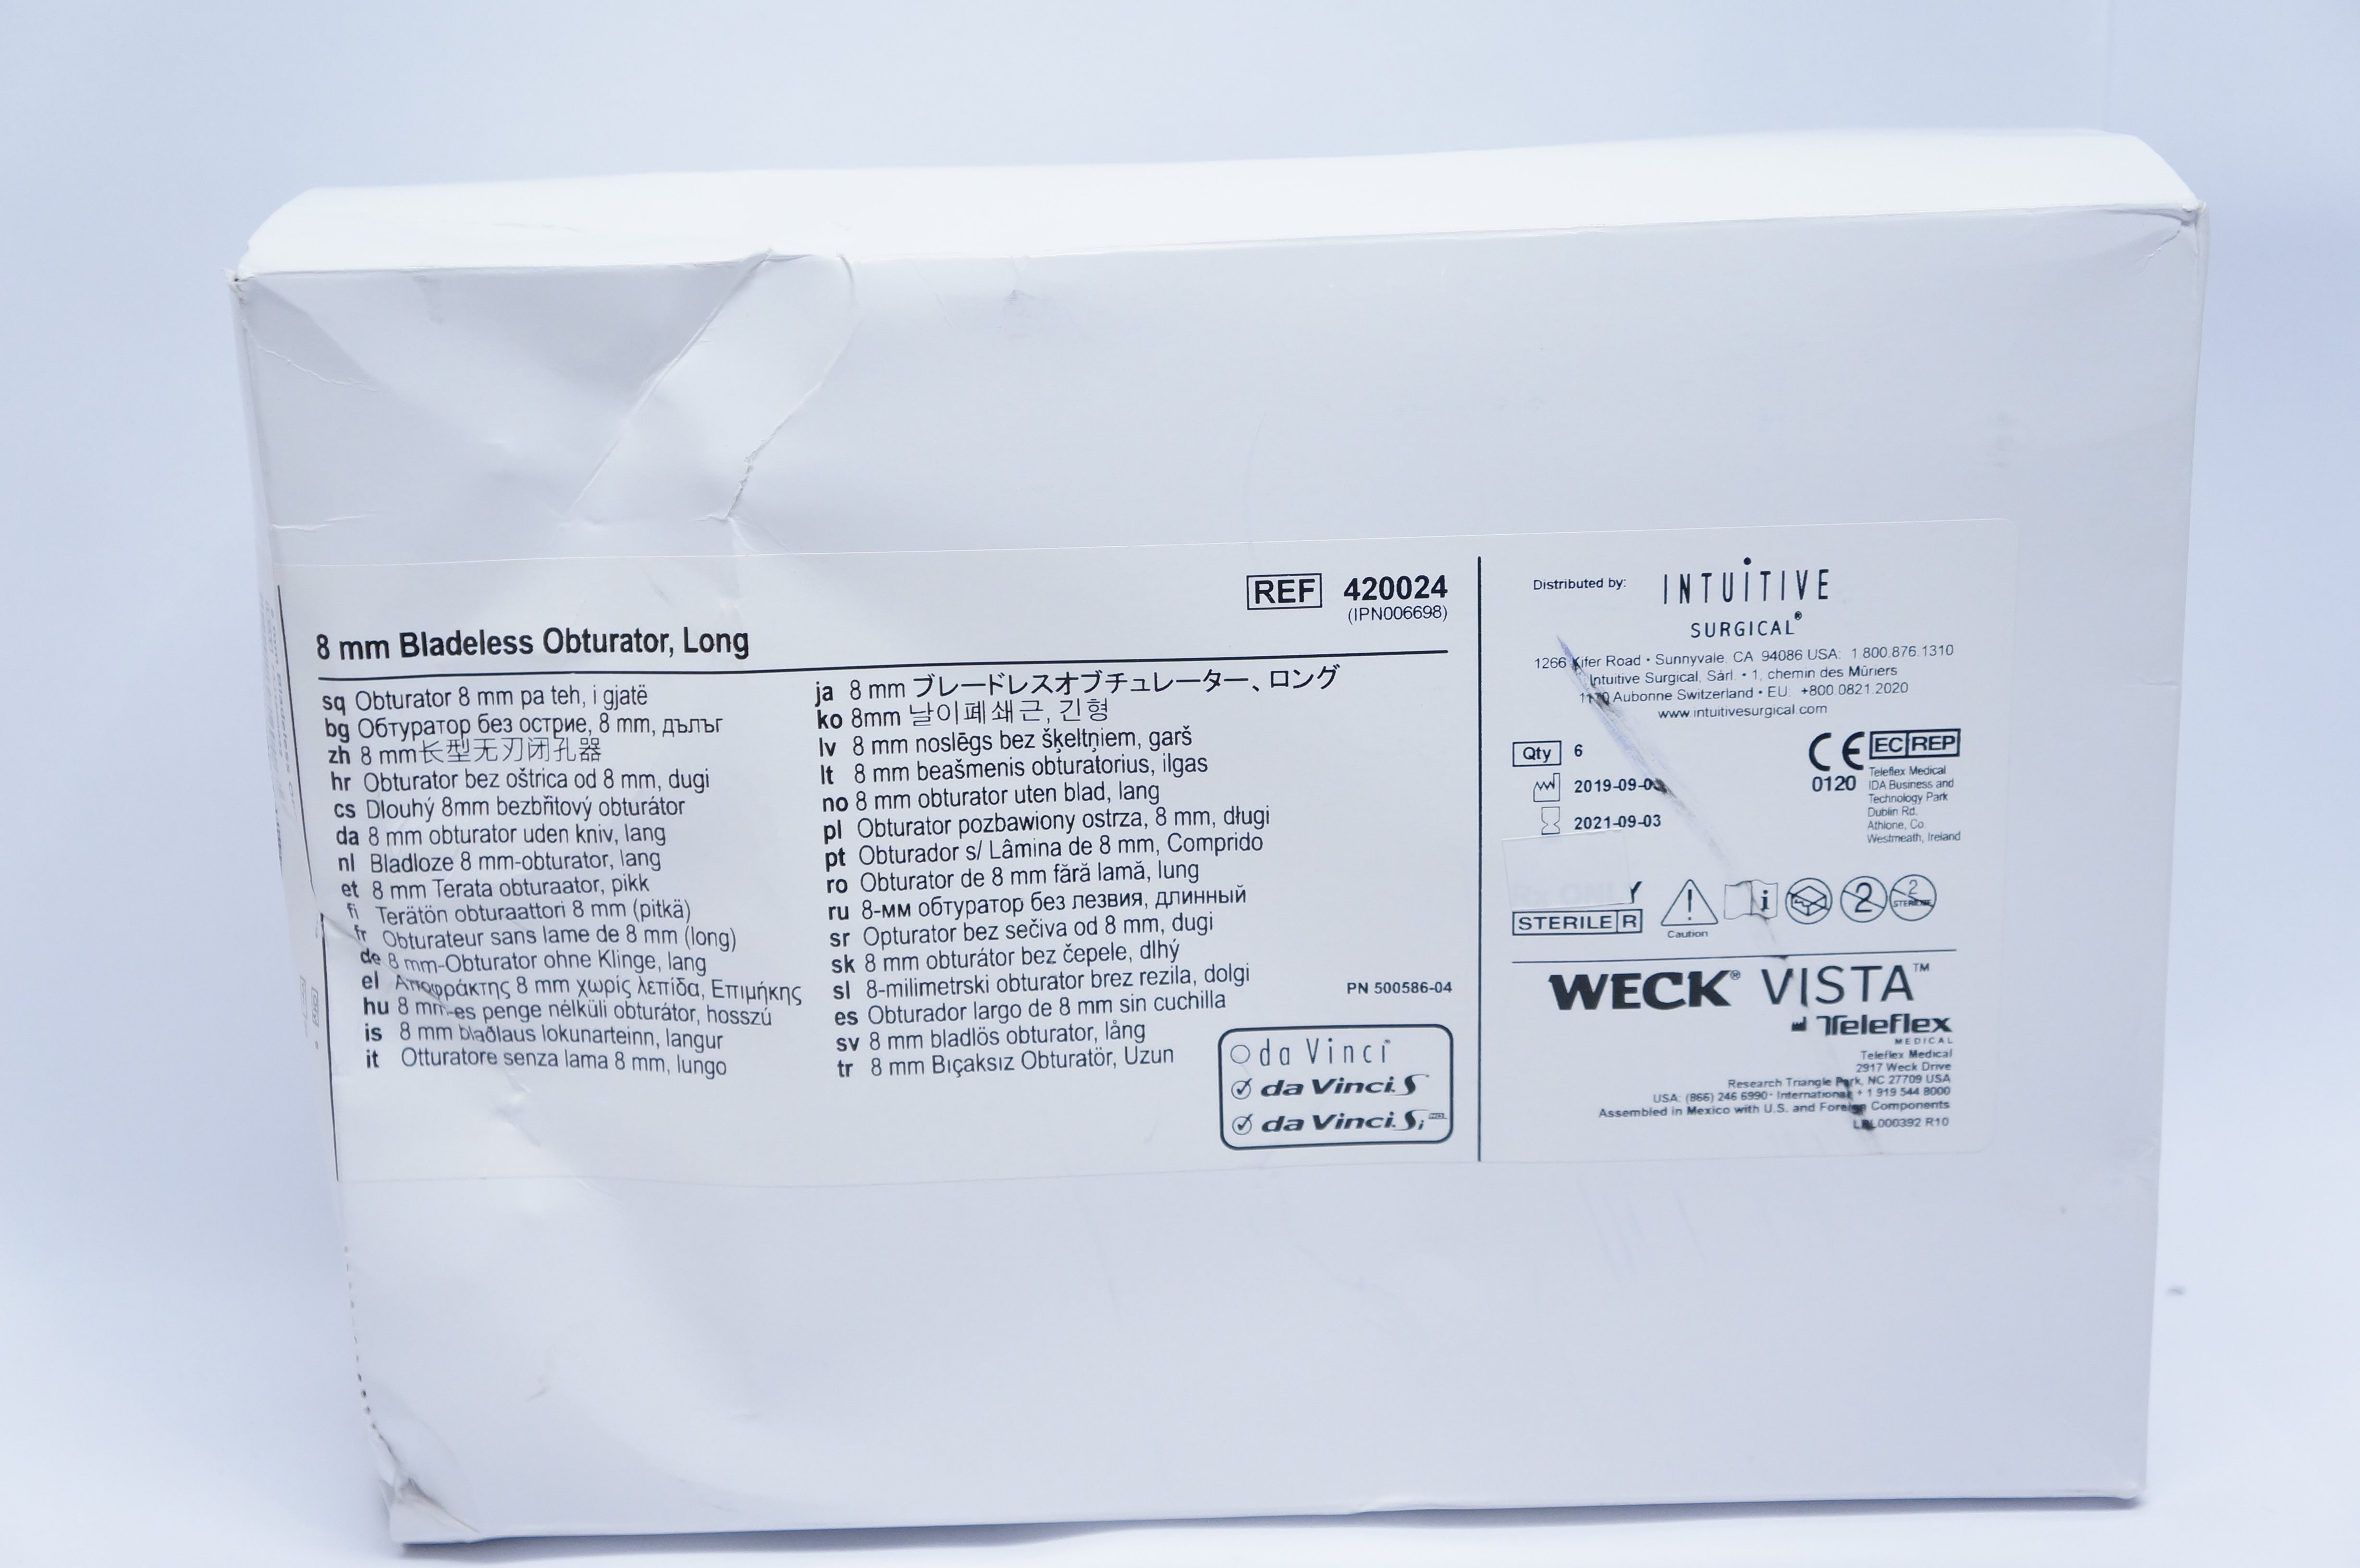 REF 420024
(IPN006698)
8 mm Bladeless Obturator, Long
sq Obturator 8 mm pa teh, i gjatë
bg Обтуратор без острие, 8 mm, дълъг
zh 8 mm长型无刃闭孔器
hr Obturator bez oštrica od 8 mm, dugi
cs Dlouhý 8mm bezbřitový obturátor
da 8 mm obturator uden kniv, lang
nl Bladloze 8 mm-obturator, lang
et 8 mm Terata obturaator, pikk
fi Terätön obturaattori 8 mm (pitkä)
fr Obturateur sans lame de 8 mm (long)
de 8 mm-Obturator ohne Klinge, lang
el Αποφράκτης 8 mm χωρίς λεπίδα, Επιμήκης
hu 8 mm-es penge nélküli obturátor, hosszú
is 8 mm blaðlaus lokunarteinn, langur
it Otturatore senza lama 8 mm, lungo
ja 8 mm ブレードレスオブチュレーター、ロング
ko 8mm 날이폐쇄근, 긴형
lv 8 mm noslēgs bez šķeltņiem, garš
lt 8 mm beašmenis obturatorius, ilgas
no 8 mm obturator uten blad, lang
pl Obturator pozbawiony ostrza, 8 mm, długi
pt Obturador s/ Lâmina de 8 mm, Comprido
ro Obturator de 8 mm fără lamă, lung
ru 8-мм обтуратор без лезвия, длинный
sr Opturator bez sečiva od 8 mm, dugi
sk 8 mm obturátor bez čepele, dlhý
sl 8-milimetrski obturator brez rezila, dolgi
es Obturador largo de 8 mm sin cuchilla
sv 8 mm bladlös obturator, lång
tr 8 mm Bıçaksız Obturatör, Uzun
PN 500586-04
da Vinci
da Vinci.S
da Vinci.Si
Distributed by:
INTUITIVE
SURGICAL®
1266 Kifer Road • Sunnyvale, CA 94086 USA: 1.800.876.1310
Intuitive Surgical, Sàrl. • 1, chemin des Mûriers
1170 Aubonne Switzerland • EU: +800.0821.2020
www.intuitivesurgical.com
Qty 6
2019-09-03
2021-09-03
CE
0120
EC REP
Teleflex Medical
IDA Business and
Technology Park
Dublin Rd.
Athlone, Co.
Westmeath, Ireland
Rx ONLY
STERILE R
Caution
i
2
2
STERILIZE
WECK® VISTA™
Teleflex
MEDICAL
Teleflex Medical
2917 Weck Drive
Research Triangle Park, NC 27709 USA
USA: (866) 246 6990 - International: + 1 919 544 8000
Assembled in Mexico with U.S. and Foreign Components
LBL000392 R10